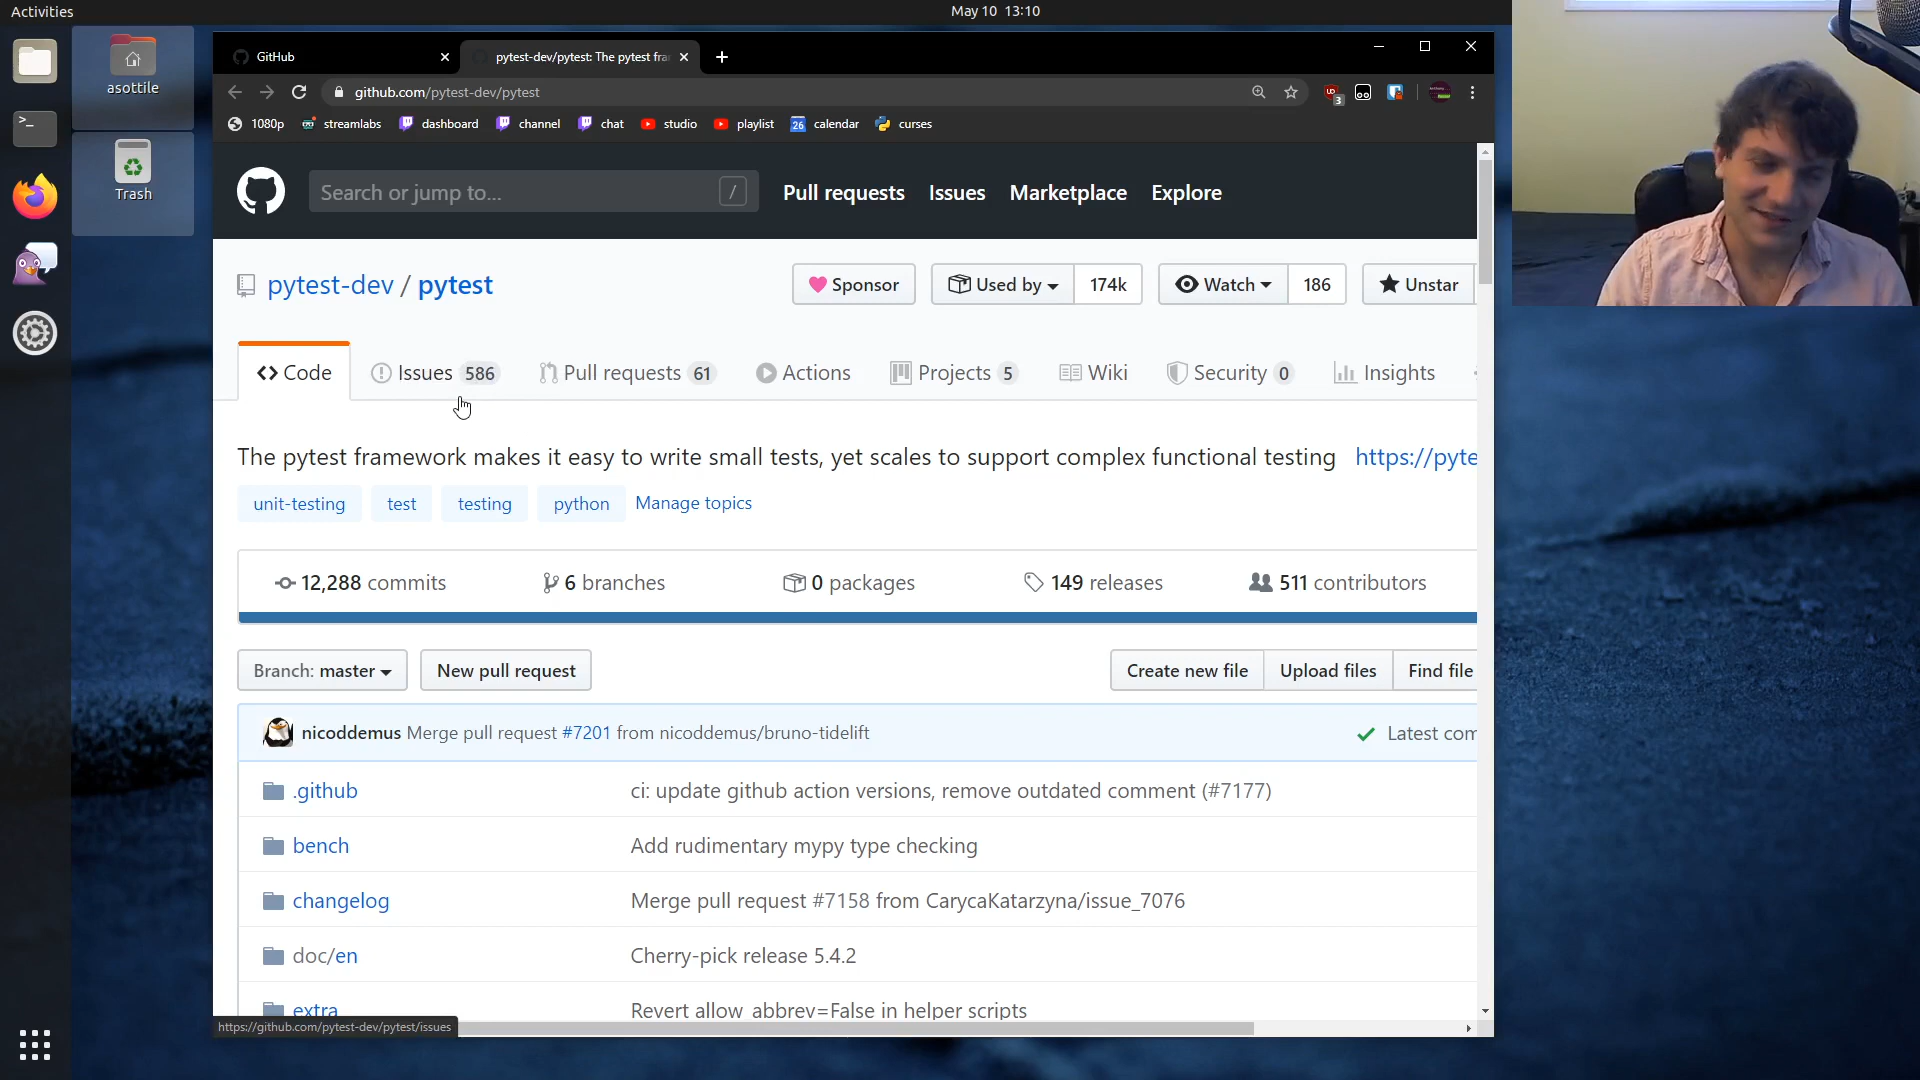 Activities
May 10 13:10
asottile
Trash
GitHub
pytest-dev/pytest: The pytest fra
github.com/pytest-dev/pytest
3
1080p
streamlabs
dashboard
channel
chat
studio
playlist
26 calendar
curses
Search or jump to... /
Pull requests
Issues
Marketplace
Explore
pytest-dev / pytest
Sponsor
Used by 174k
Watch 186
Unstar
Code
Issues 586
Pull requests 61
Actions
Projects 5
Wiki
Security 0
Insights
The pytest framework makes it easy to write small tests, yet scales to support complex functional testing https://pyte
unit-testing test testing python Manage topics
12,288 commits
6 branches
0 packages
149 releases
511 contributors
Branch: master
New pull request
Create new file
Upload files
Find file
nicoddemus Merge pull request #7201 from nicoddemus/bruno-tidelift
Latest com
.github ci: update github action versions, remove outdated comment (#7177)
bench Add rudimentary mypy type checking
changelog Merge pull request #7158 from CarycaKatarzyna/issue_7076
doc/en Cherry-pick release 5.4.2
extra Revert allow_abbrev=False in helper scripts
https://github.com/pytest-dev/pytest/issues